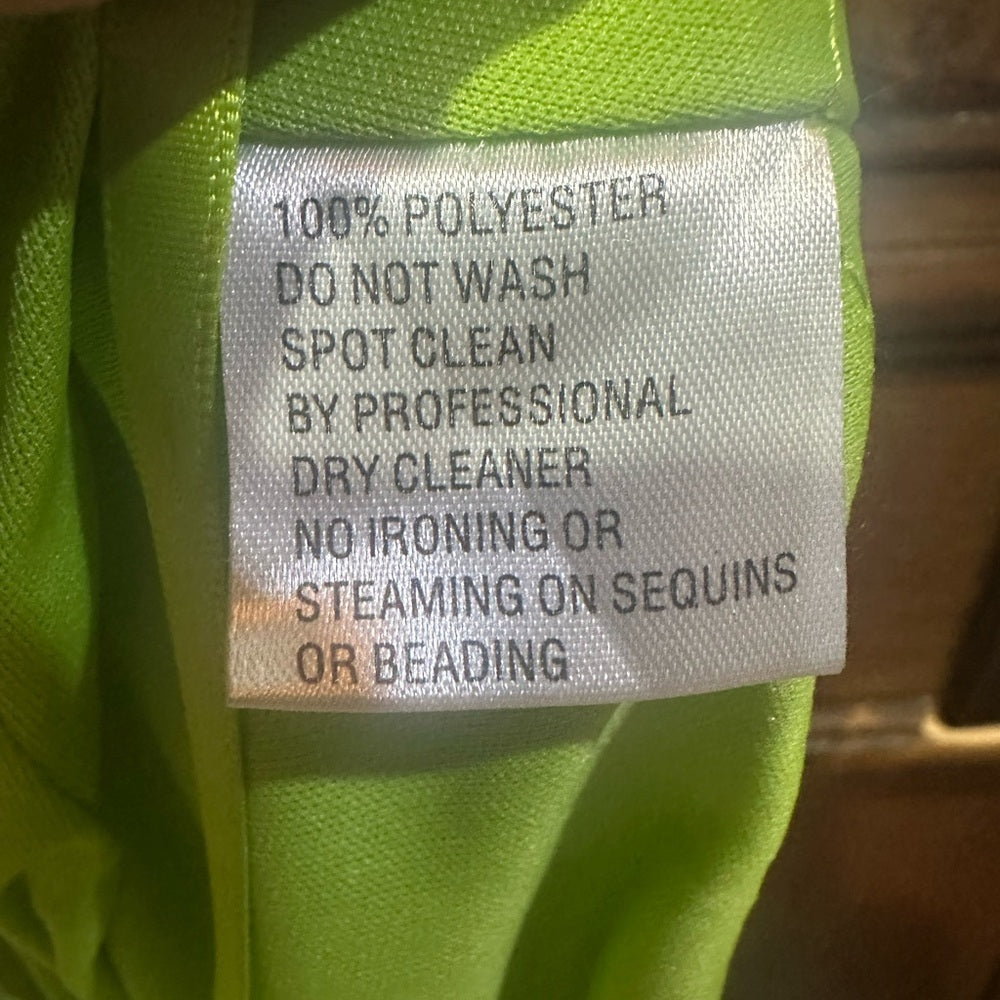 100% POLYESTER
DO NOT WASH
SPOT CLEAN
BY PROFESSIONAL
DRY CLEANER
NO IRONING OR
STEAMING ON SEQUINS
OR BEADING